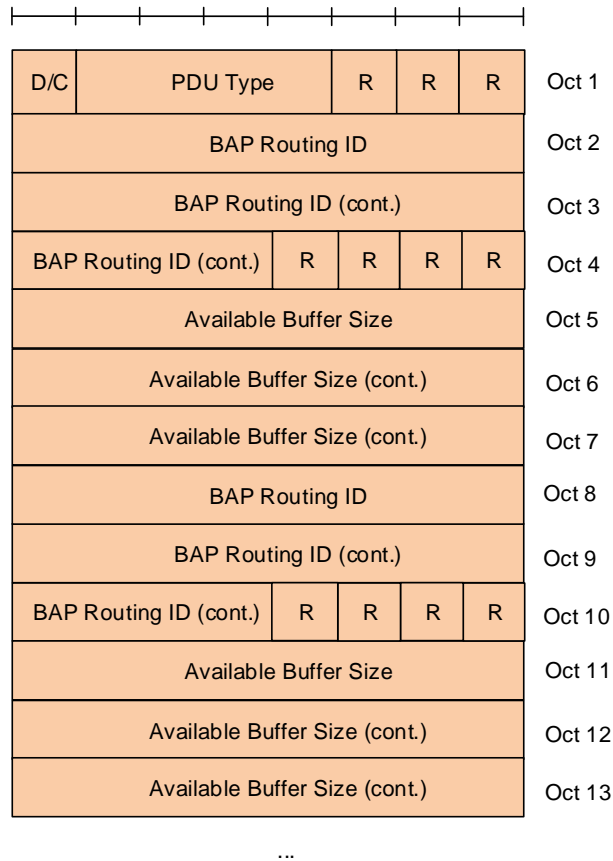 D/C PDU Type R R R Oct 1
BAP Routing ID Oct 2
BAP Routing ID (cont.) Oct 3
BAP Routing ID (cont.) R R R R Oct 4
Available Buffer Size Oct 5
Available Buffer Size (cont.) Oct 6
Available Buffer Size (cont.) Oct 7
BAP Routing ID Oct 8
BAP Routing ID (cont.) Oct 9
BAP Routing ID (cont.) R R R R Oct 10
Available Buffer Size Oct 11
Available Buffer Size (cont.) Oct 12
Available Buffer Size (cont.) Oct 13
...